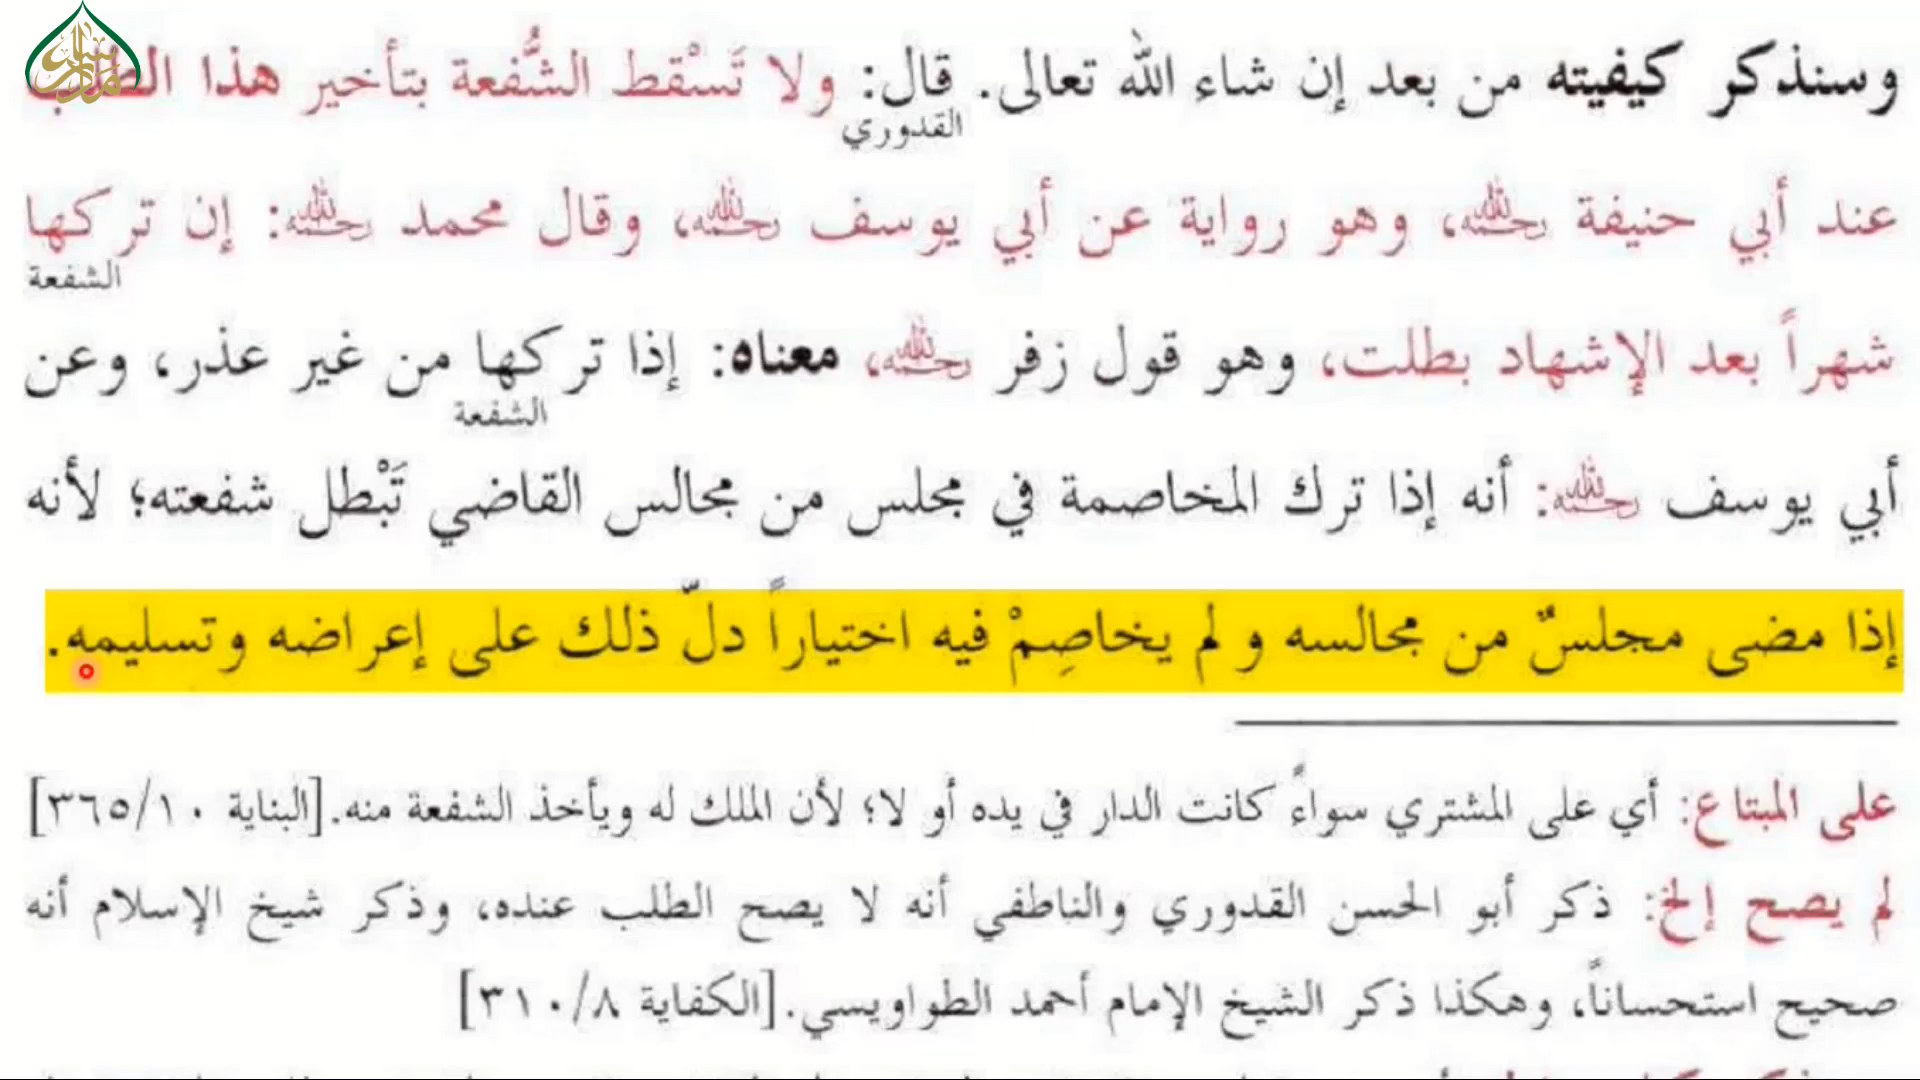 وسنذكر كيفيته من بعد إن شاء الله تعالى. قال: ولا تَسْقط الشُّفعة بتأخير هذا الطلب
القدوري
عند أبي حنيفة رحمه الله، وهو رواية عن أبي يوسف رحمه الله، وقال محمد رحمه الله: إن تركها
الشفعة
شهراً بعد الإشهاد بطلت، وهو قول زفر رحمه الله، معناه: إذا تركها من غير عذر، وعن
الشفعة
أبي يوسف رحمه الله: أنه إذا ترك المخاصمة في مجلس من مجالس القاضي تَبْطل شفعته؛ لأنه
إذا مضى مجلسٌ من مجالسه و لم يخاصِمْ فيه اختياراً دلّ ذلك على إعراضه وتسليمه.
على المبتاع: أي على المشتري سواءً كانت الدار في يده أو لا؛ لأن الملك له ويأخذ الشفعة منه.[البناية ٣٦٥/١٠]
لم يصح إلخ: ذكر أبو الحسن القدوري والناطفي أنه لا يصح الطلب عنده، وذكر شيخ الإسلام أنه
صحيح استحساناً، وهكذا ذكر الشيخ الإمام أحمد الطواويسي.[الكفاية ٣١٠/٨]